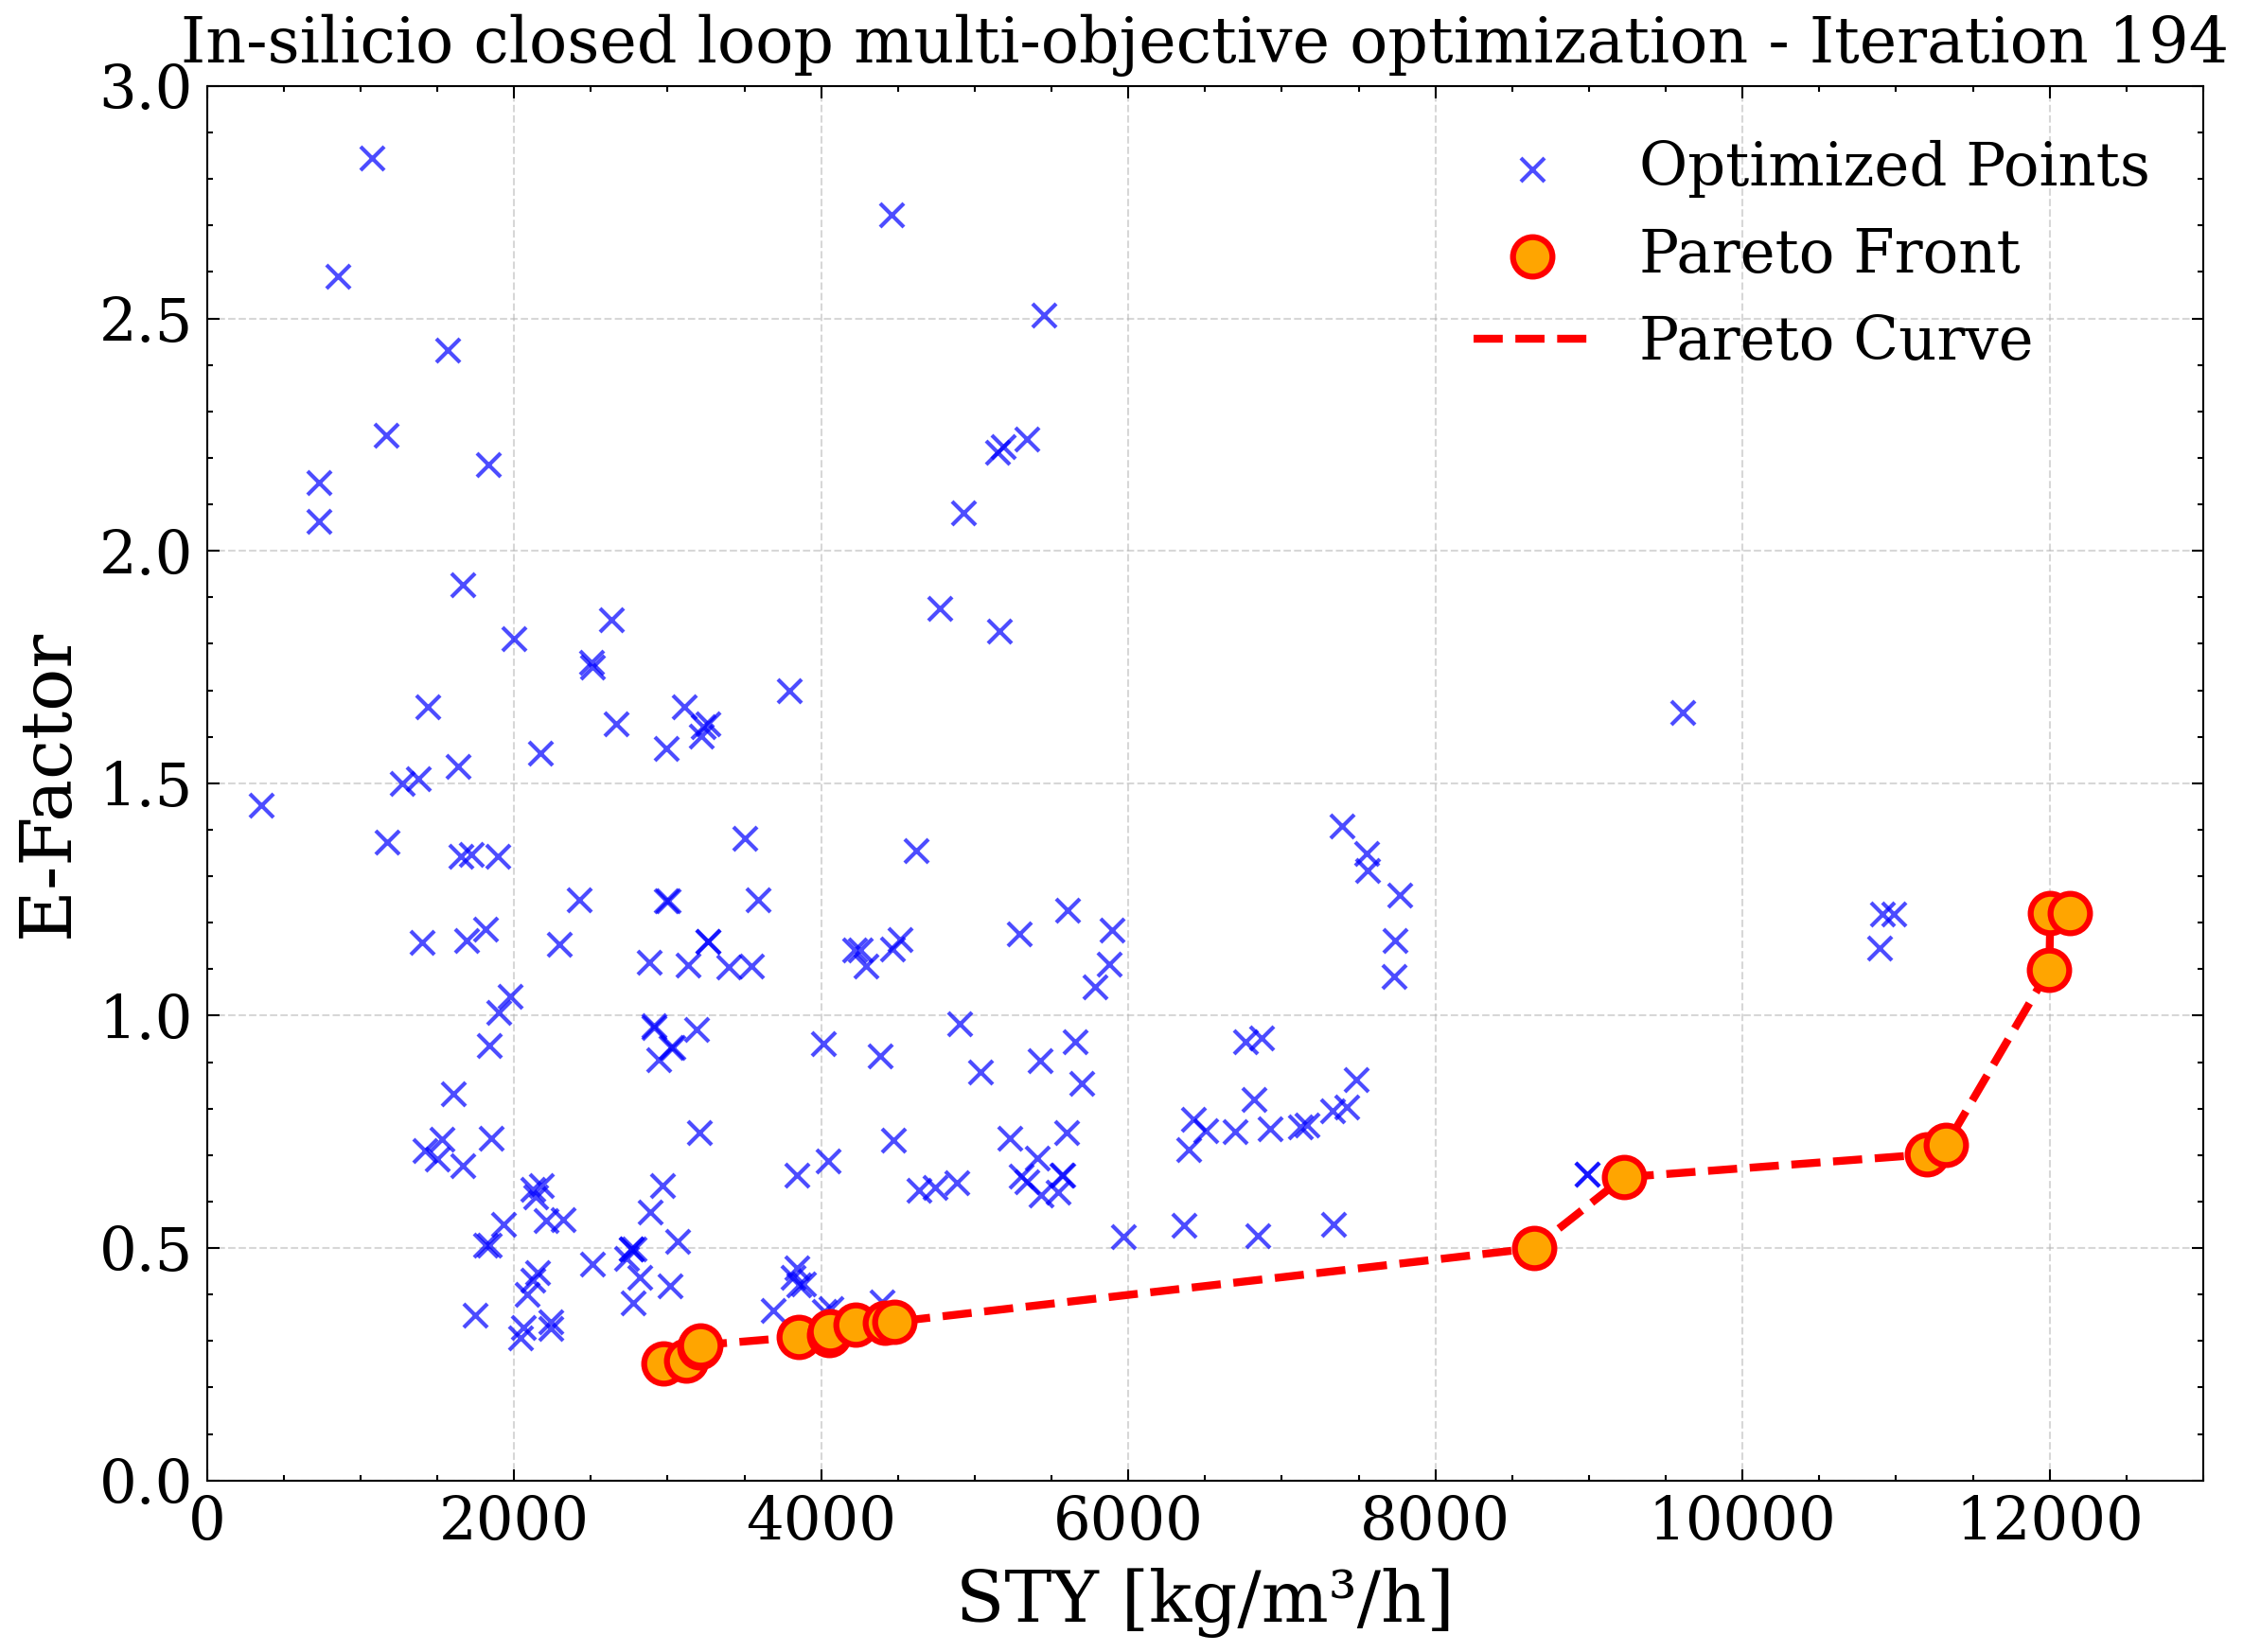 In-silicio closed loop multi-objective optimization - Iteration 194
3.0
2.5
2.0
1.5
1.0
0.5
0.0
E-Factor
Optimized Points
Pareto Front
Pareto Curve
0 2000 4000 6000 8000 10000 12000
STY [kg/m³/h]